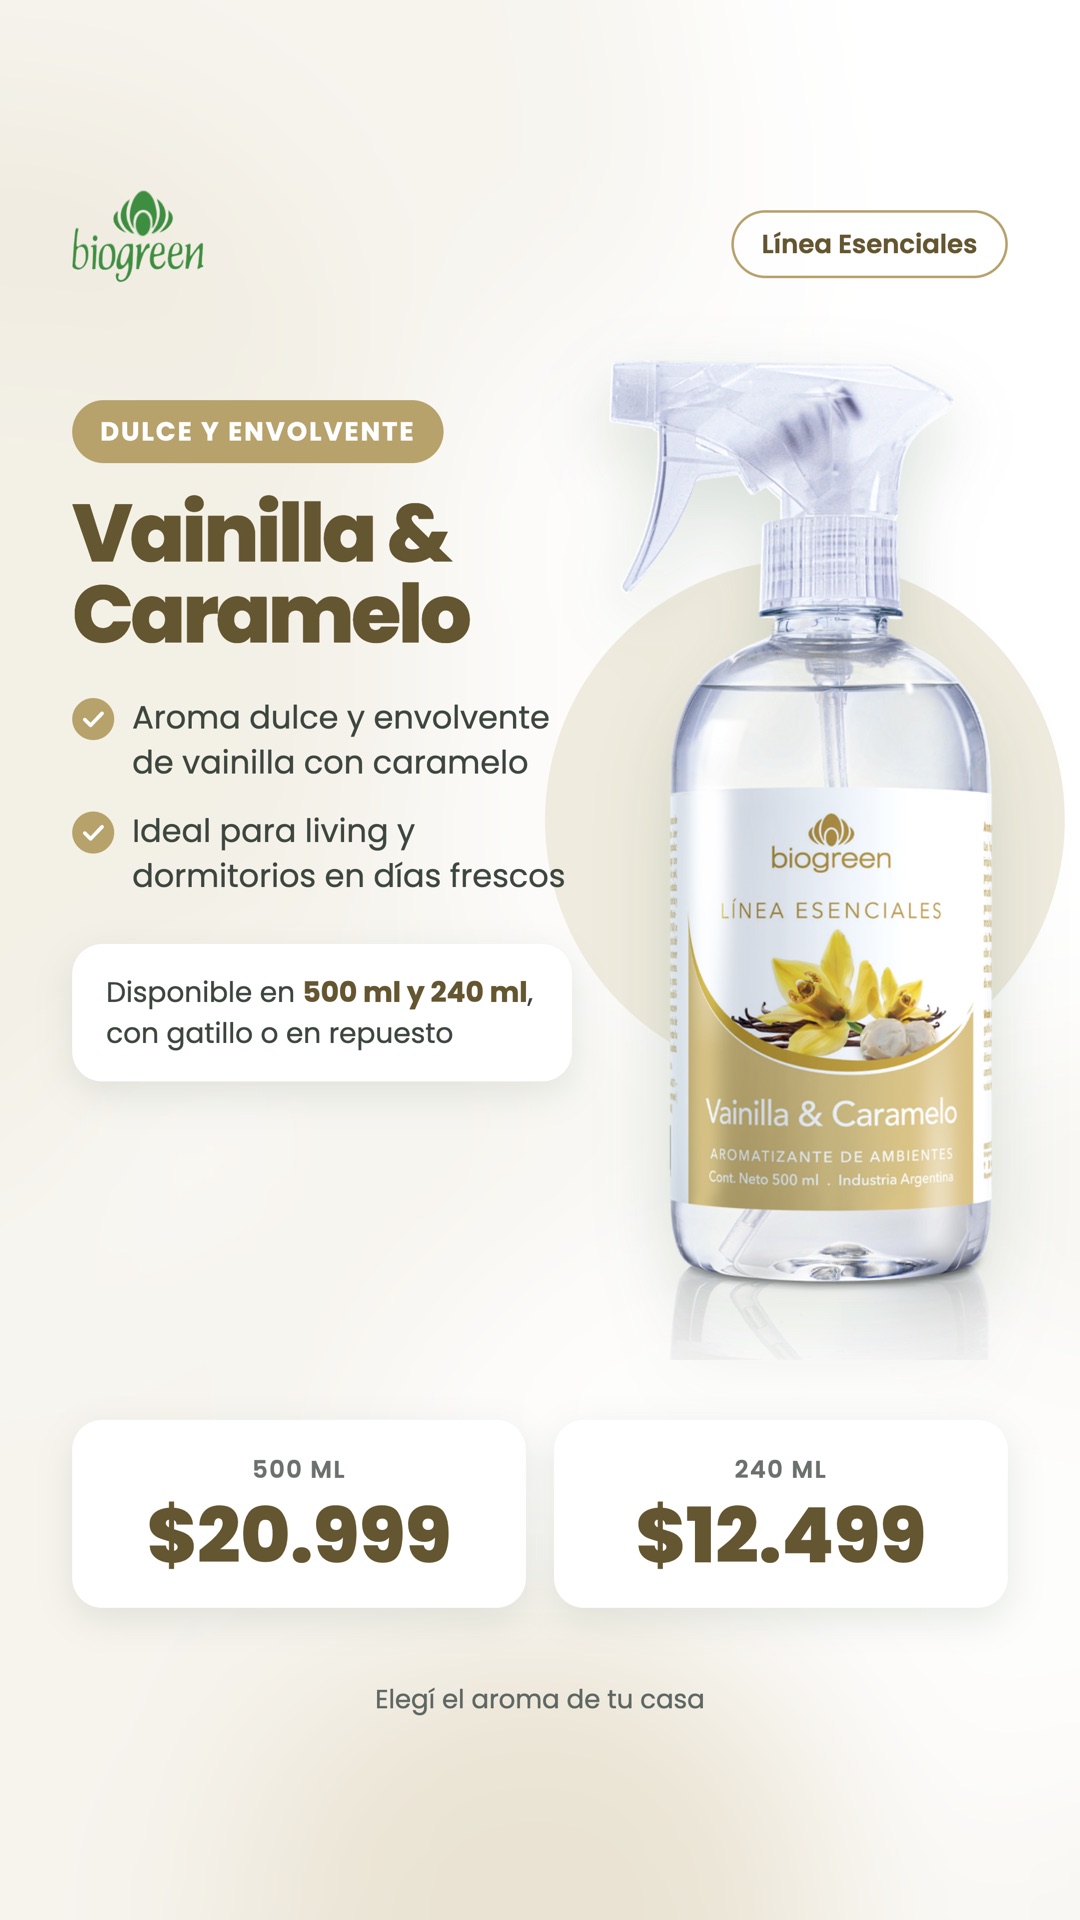 biogreen
Línea Esenciales
DULCE Y ENVOLVENTE
Vainilla &
Caramelo
Aroma dulce y envolvente
de vainilla con caramelo
Ideal para living y
dormitorios en días frescos
Disponible en 500 ml y 240 ml,
con gatillo o en repuesto
biogreen
LÍNEA ESENCIALES
Vainilla & Caramelo
AROMATIZANTE DE AMBIENTES
Cont. Neto 500 ml . Industria Argentina
500 ML
$20.999
240 ML
$12.499
Elegí el aroma de tu casa